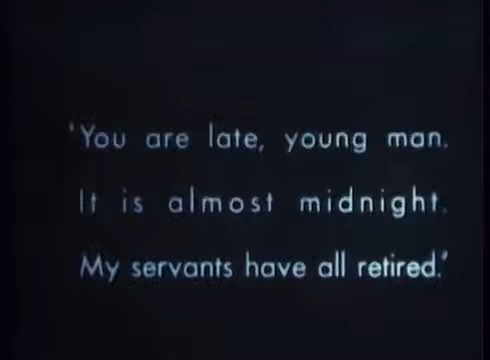 'You are late, young man.
It is almost midnight.
My servants have all retired.'